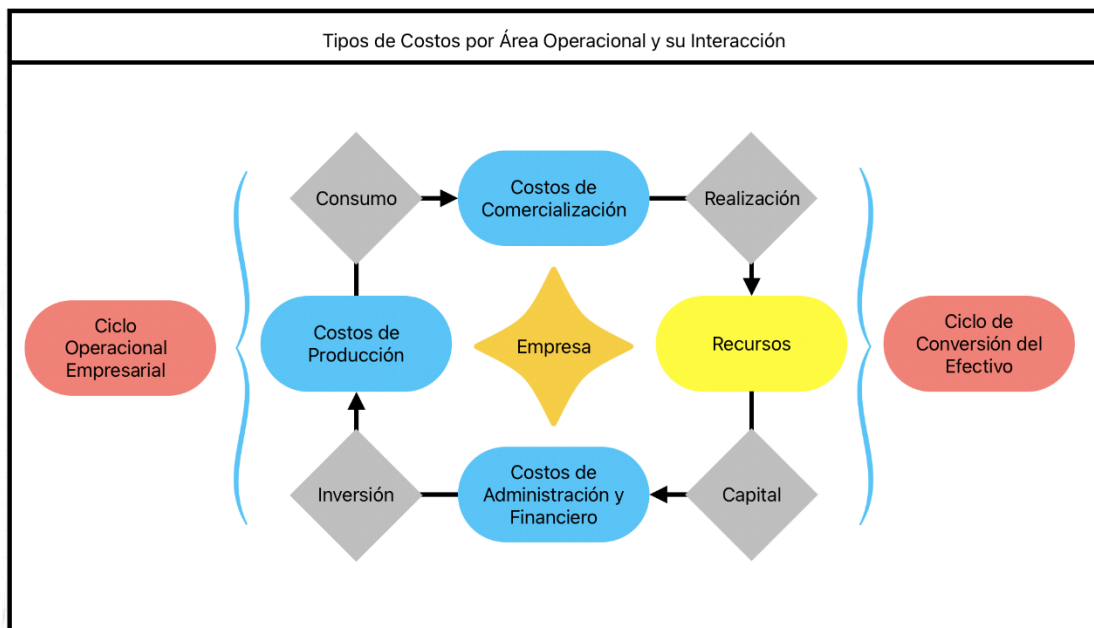 Tipos de Costos por Área Operacional y su Interacción
Consumo
Costos de
Comercialización
Realización
Ciclo
Operacional
Empresarial
Costos de
Producción
Empresa
Recursos
Ciclo de
Conversión del
Efectivo
Inversión
Costos de
Administración y
Financiero
Capital